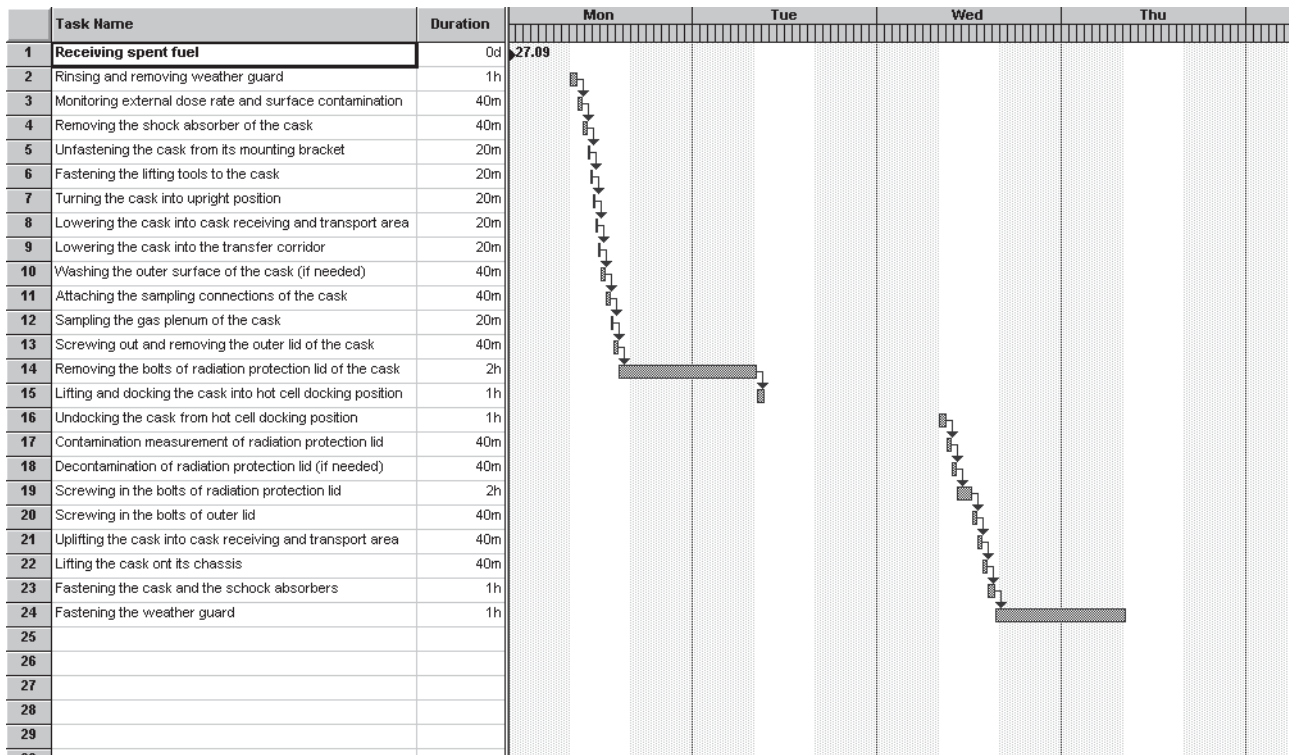 Task Name Duration Mon Tue Wed Thu
1 Receiving spent fuel 0d 27.09
2 Rinsing and removing weather guard 1h
3 Monitoring external dose rate and surface contamination 40m
4 Removing the shock absorber of the cask 40m
5 Unfastening the cask from its mounting bracket 20m
6 Fastening the lifting tools to the cask 20m
7 Turning the cask into upright position 20m
8 Lowering the cask into cask receiving and transport area 20m
9 Lowering the cask into the transfer corridor 20m
10 Washing the outer surface of the cask (if needed) 40m
11 Attaching the sampling connections of the cask 40m
12 Sampling the gas plenum of the cask 20m
13 Screwing out and removing the outer lid of the cask 40m
14 Removing the bolts of radiation protection lid of the cask 2h
15 Lifting and docking the cask into hot cell docking position 1h
16 Undocking the cask from hot cell docking position 1h
17 Contamination measurement of radiation protection lid 40m
18 Decontamination of radiation protection lid (if needed) 40m
19 Screwing in the bolts of radiation protection lid 2h
20 Screwing in the bolts of outer lid 40m
21 Uplifting the cask into cask receiving and transport area 40m
22 Lifting the cask ont its chassis 40m
23 Fastening the cask and the schock absorbers 1h
24 Fastening the weather guard 1h
25
26
27
28
29